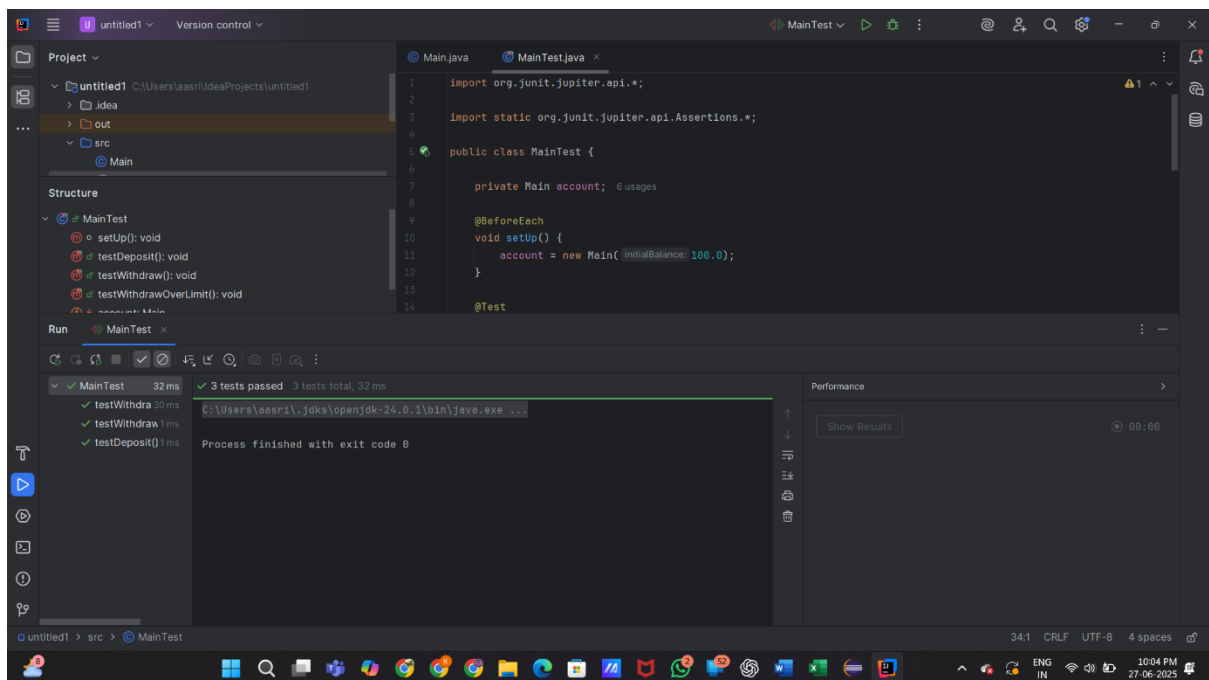 U untitled1
Version control
MainTest
Project
untitled1 C:\Users\aasri\IdeaProjects\untitled1
.idea
out
src
Main
Structure
MainTest
setUp(): void
testDeposit(): void
testWithdraw(): void
testWithdrawOverLimit(): void
account: Main
Main.java
MainTest.java
1 import org.junit.jupiter.api.*;
2
3 import static org.junit.jupiter.api.Assertions.*;
4
5 public class MainTest {
6
7 private Main account; 6 usages
8
9 @BeforeEach
10 void setUp() {
11 account = new Main( initialBalance: 100.0);
12 }
13
14 @Test
1
Run
MainTest
MainTest 32 ms
testWithdra 30 ms
testWithdraw 1 ms
testDeposit() 1 ms
3 tests passed 3 tests total, 32 ms
C:\Users\aasri\.jdks\openjdk-24.0.1\bin\java.exe ...
Process finished with exit code 0
Performance
Show Results
00:00
untitled1 > src > MainTest
34:1 CRLF UTF-8 4 spaces
8
2
52
ENG
IN
10:04 PM
27-06-2025